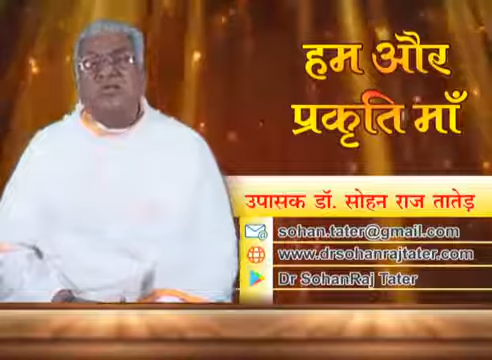 हम और
प्रकृति माँ
उपासक डॉ. सोहन राज तातेड़
sohan.tater@gmail.com
www.drsohanrajtater.com
Dr SohanRaj Tater